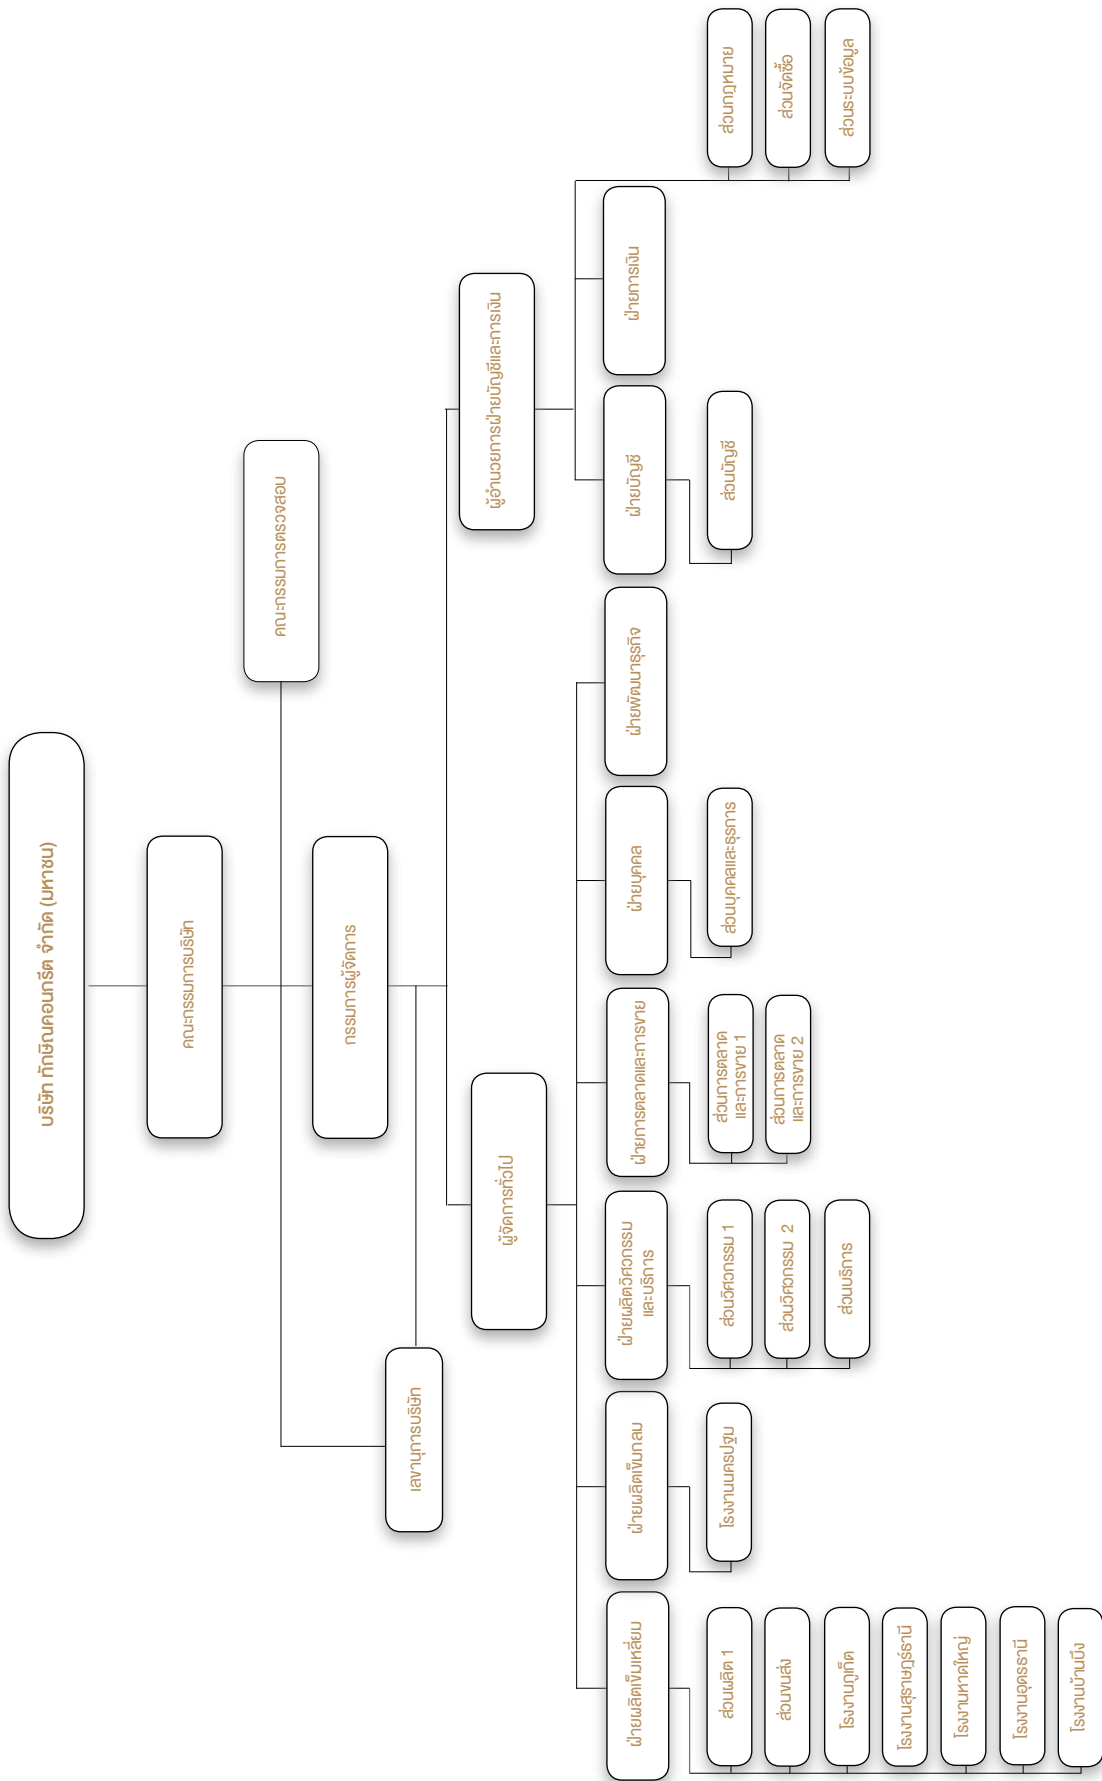 บริษัท ทักษิณคอนกรีต จำกัด (มหาชน)
คณะกรรมการบริษัท
คณะกรรมการตรวจสอบ
กรรมการผู้จัดการ
เลขานุการบริษัท
ผู้จัดการทั่วไป
ผู้อำนวยการฝ่ายบัญชีและการเงิน
ฝ่ายผลิตเข็มเหลี่ยม
ฝ่ายผลิตเข็มกลม
ฝ่ายผลิตวิศวกรรม
และบริการ
ฝ่ายการตลาดและการขาย
ฝ่ายบุคคล
ฝ่ายพัฒนาธุรกิจ
ฝ่ายบัญชี
ฝ่ายการเงิน
ส่วนผลิต 1
ส่วนขนส่ง
โรงงานภูเก็ต
โรงงานสุราษฎร์ธานี
โรงงานหาดใหญ่
โรงงานอุดรธานี
โรงงานบ้านบึง
โรงงานนครปฐม
ส่วนวิศวกรรม 1
ส่วนวิศวกรรม 2
ส่วนบริการ
ส่วนการตลาด
และการขาย 1
ส่วนการตลาด
และการขาย 2
ส่วนบุคคลและธุรการ
ส่วนบัญชี
ส่วนกฎหมาย
ส่วนจัดซื้อ
ส่วนระบบข้อมูล